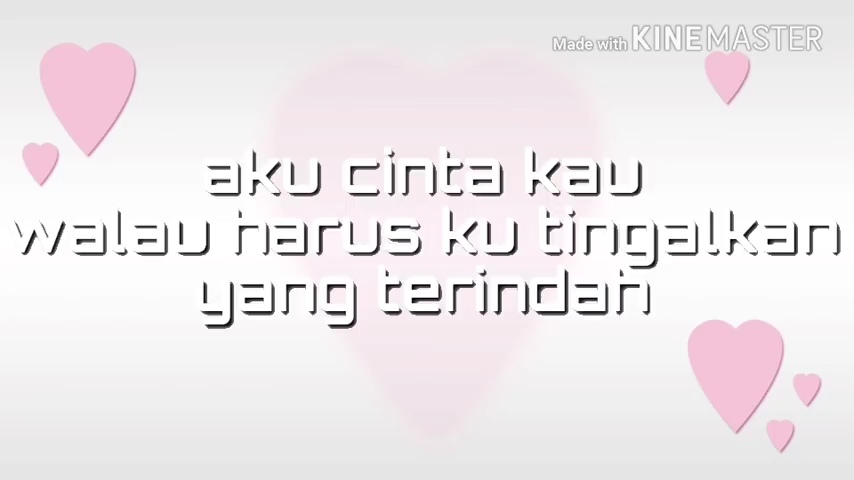 Made with KINEMASTER
aku cinta kau
walau harus ku tingalkan
yang terindah